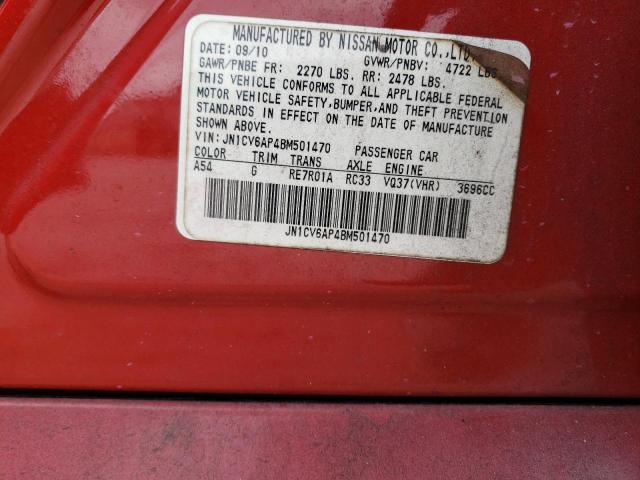 MANUFACTURED BY NISSAN MOTOR CO.,LTD.
DATE: 09/10 GVWR/PNBV: 4722 LBS
GAWR/PNBE FR: 2270 LBS. RR: 2478 LBS.
THIS VEHICLE CONFORMS TO ALL APPLICABLE FEDERAL
MOTOR VEHICLE SAFETY,BUMPER,AND THEFT PREVENTION
STANDARDS IN EFFECT ON THE DATE OF MANUFACTURE
SHOWN ABOVE.
VIN: JN1CV6AP4BM501470 PASSENGER CAR
COLOR TRIM TRANS AXLE ENGINE
A54 G RE7R01A RC33 VQ37(VHR) 3696CC
JN1CV6AP4BM501470